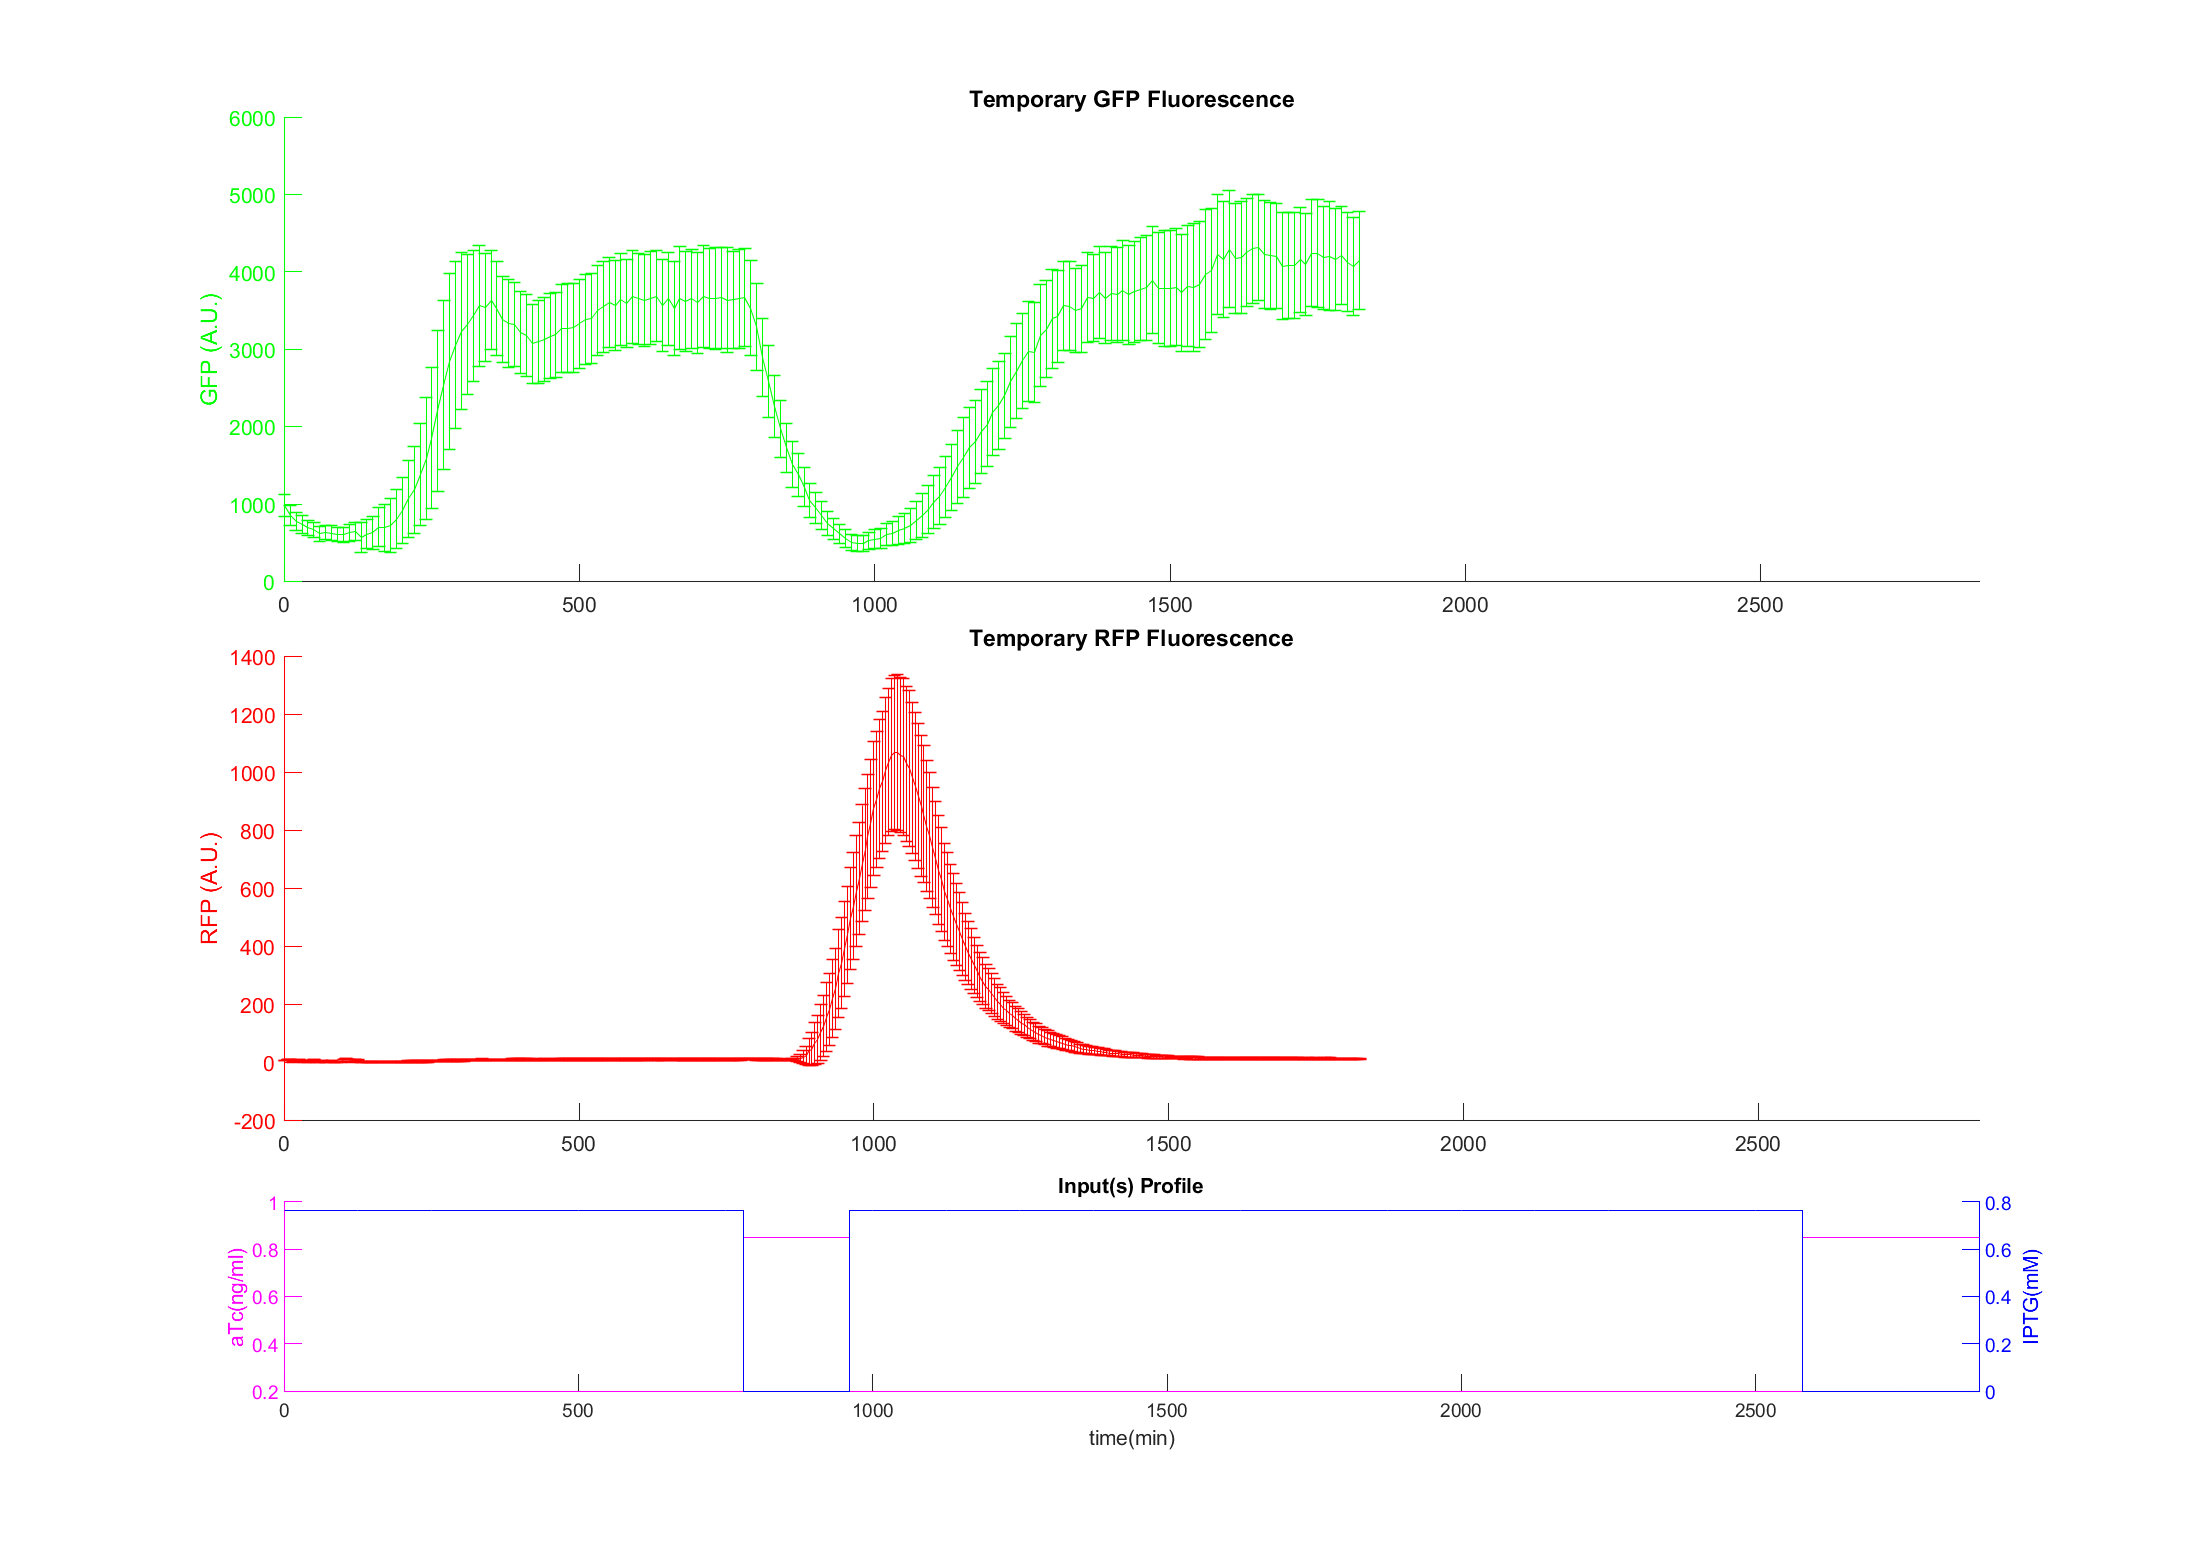 Temporary GFP Fluorescence
6000
5000
4000
3000
2000
1000
0
GFP (A.U.)
0 500 1000 1500 2000 2500
Temporary RFP Fluorescence
1400
1200
1000
800
600
400
200
0
-200
RFP (A.U.)
0 500 1000 1500 2000 2500
Input(s) Profile
1
0.8
0.6
0.4
0.2
aTc(ng/ml)
0.8
0.6
0.4
0.2
0
IPTG(mM)
0 500 1000 1500 2000 2500
time(min)